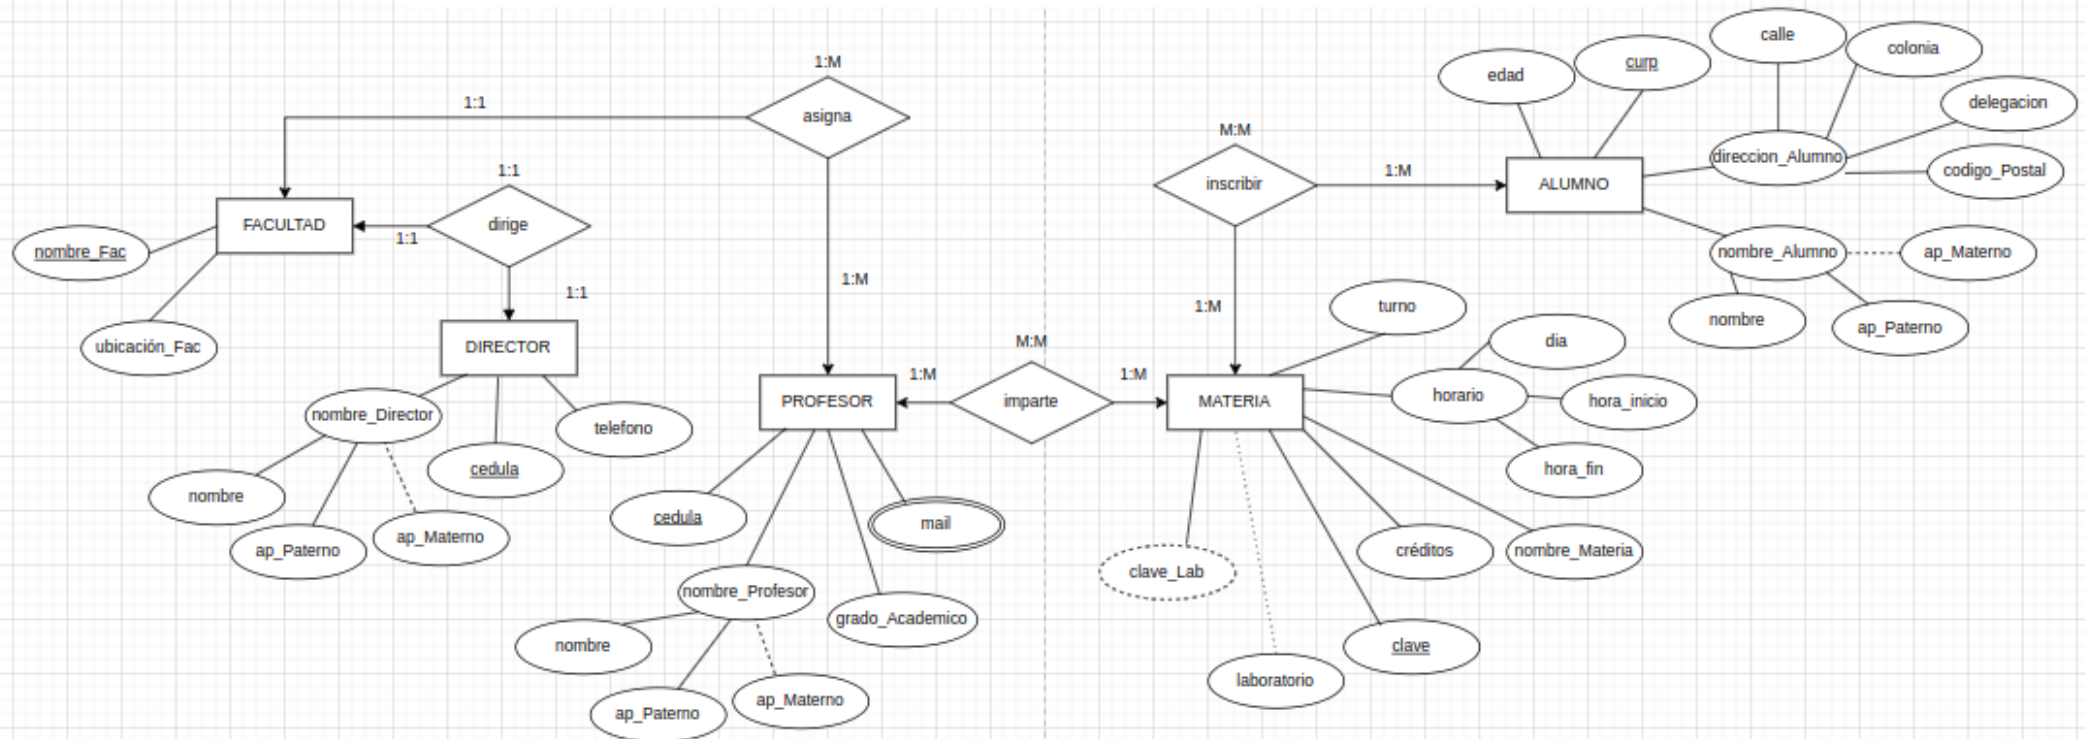 calle
colonia
1:M
edad
curp
1:1
asigna
delegacion
M:M
direccion_Alumno
1:1
inscribir
1:M
ALUMNO
codigo_Postal
FACULTAD
dirige
nombre_Fac
1:1
nombre_Alumno
ap_Materno
1:1
1:M
1:M
turno
nombre
ap_Paterno
ubicación_Fac
DIRECTOR
M:M
dia
1:M
1:M
PROFESOR
imparte
MATERIA
horario
hora_inicio
nombre_Director
telefono
cedula
hora_fin
nombre
cedula
mail
ap_Paterno
ap_Materno
créditos
nombre_Materia
clave_Lab
nombre_Profesor
grado_Academico
nombre
clave
laboratorio
ap_Paterno
ap_Materno